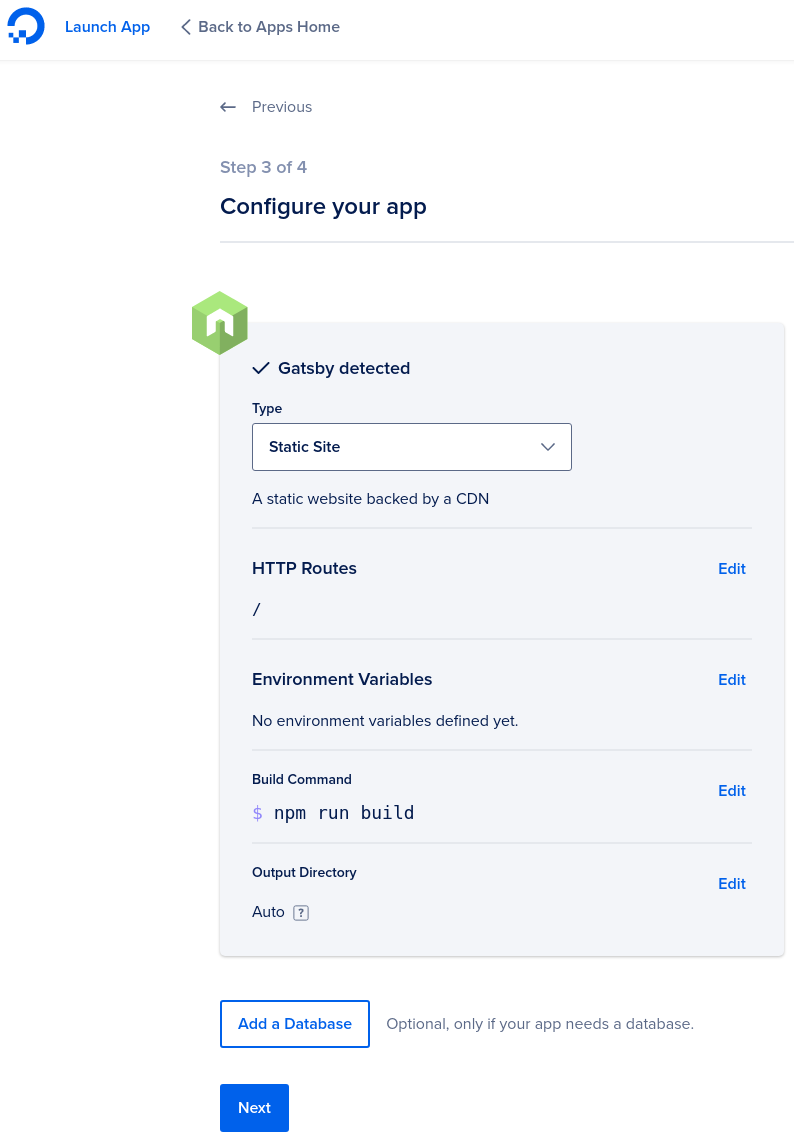 Launch App
Back to Apps Home
Previous
Step 3 of 4
Configure your app
Gatsby detected
Type
Static Site
A static website backed by a CDN
HTTP Routes
Edit
/
Environment Variables
Edit
No environment variables defined yet.
Build Command
Edit
$ npm run build
Output Directory
Edit
Auto ?
Add a Database
Optional, only if your app needs a database.
Next